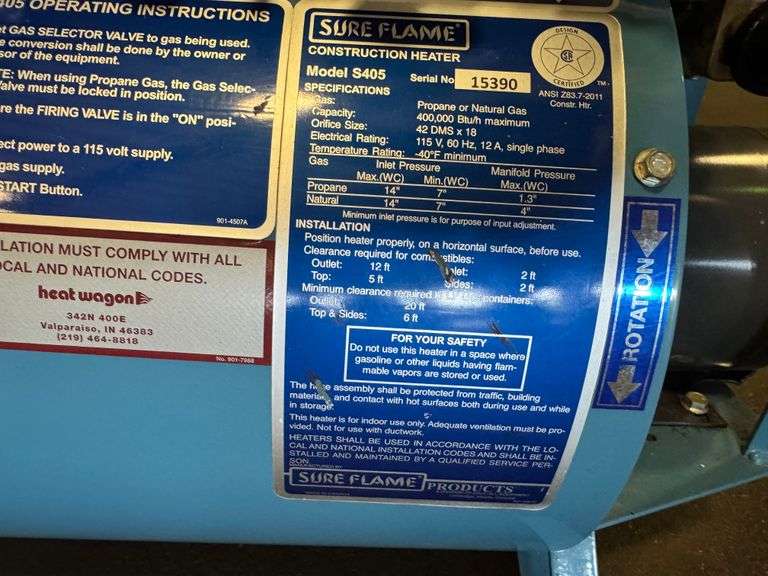 405 OPERATING INSTRUCTIONS
GAS SELECTOR VALVE to gas being used.
conversion shall be done by the owner or
of the equipment.
TE: When using Propane Gas, the Gas Selec-
alve must be locked in position.
re the FIRING VALVE is in the "ON" posi-
ect power to a 115 volt supply.
gas supply.
START Button.
901-4507A
LLATION MUST COMPLY WITH ALL
OCAL AND NATIONAL CODES.
heat wagon
342N 400E
Valparaiso, IN 46383
(219) 464-8818
No. 901-7988
SURE FLAME
CONSTRUCTION HEATER
Model S405 Serial No 15390
DESIGN
CERTIFIED
TM
ANSI Z83.7-2011
Constr. Htr.
SPECIFICATIONS
Gas: Propane or Natural Gas
Capacity: 400,000 Btu/h maximum
Orifice Size: 42 DMS x 18
Electrical Rating: 115 V, 60 Hz, 12 A, single phase
Temperature Rating: -40°F minimum
Gas Inlet Pressure Manifold Pressure
Max.(WC) Min.(WC) Max.(WC)
Propane 14" 7" 1.3"
Natural 14" 7" 4"
Minimum inlet pressure is for purpose of input adjustment.
INSTALLATION
Position heater properly, on a horizontal surface, before use.
Clearance required for combustibles:
Outlet: 12 ft 2 ft
Top: 5 ft Sides: 2 ft
Minimum clearance required containers:
Outlet: 20 ft
Top & Sides: 6 ft
FOR YOUR SAFETY
Do not use this heater in a space where
gasoline or other liquids having flam-
mable vapors are stored or used.
The hose assembly shall be protected from traffic, building
materials, and contact with hot surfaces both during use and while
in storage.
This heater is for indoor use only. Adequate ventilation must be pro-
vided. Not for use with ductwork.
HEATERS SHALL BE USED IN ACCORDANCE WITH THE LO-
CAL AND NATIONAL INSTALLATION CODES AND SHALL BE IN-
STALLED AND MAINTAINED BY A QUALIFIED SERVICE PER-
SON.
MANUFACTURED BY
SURE FLAME PRODUCTS
ROTATION